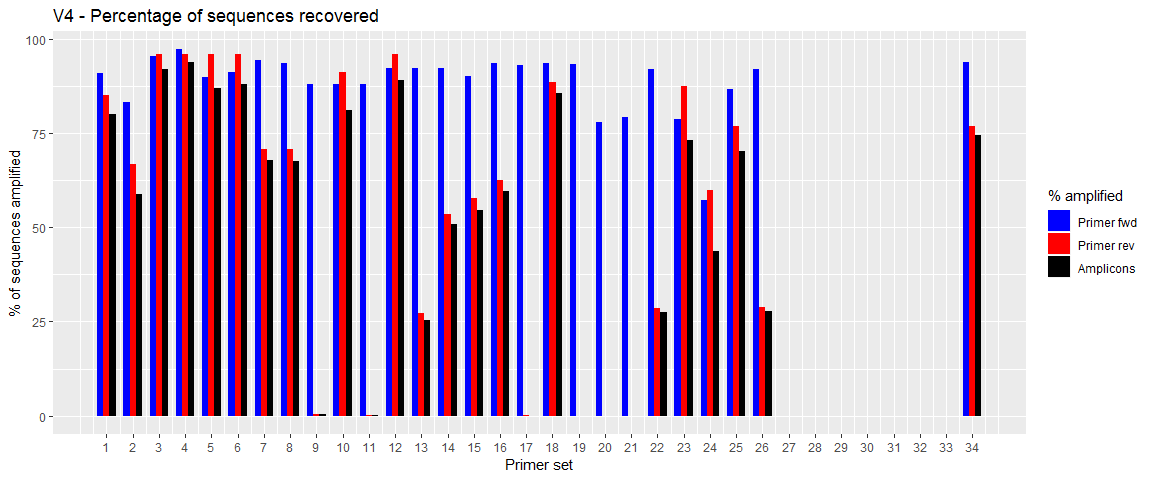 V4 - Percentage of sequences recovered
% of sequences amplified
100
75
50
25
0
1 2 3 4 5 6 7 8 9 10 11 12 13 14 15 16 17 18 19 20 21 22 23 24 25 26 27 28 29 30 31 32 33 34
Primer set
% amplified
Primer fwd
Primer rev
Amplicons